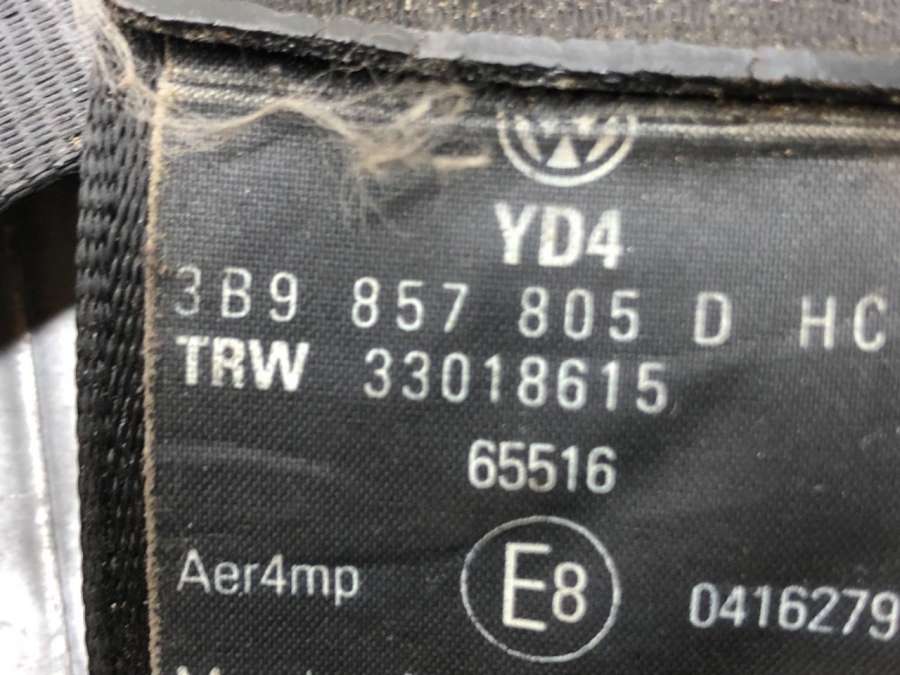 YD4
3B9 857 805 D HC
TRW 33018615
65516
Aer4mp E8 0416279